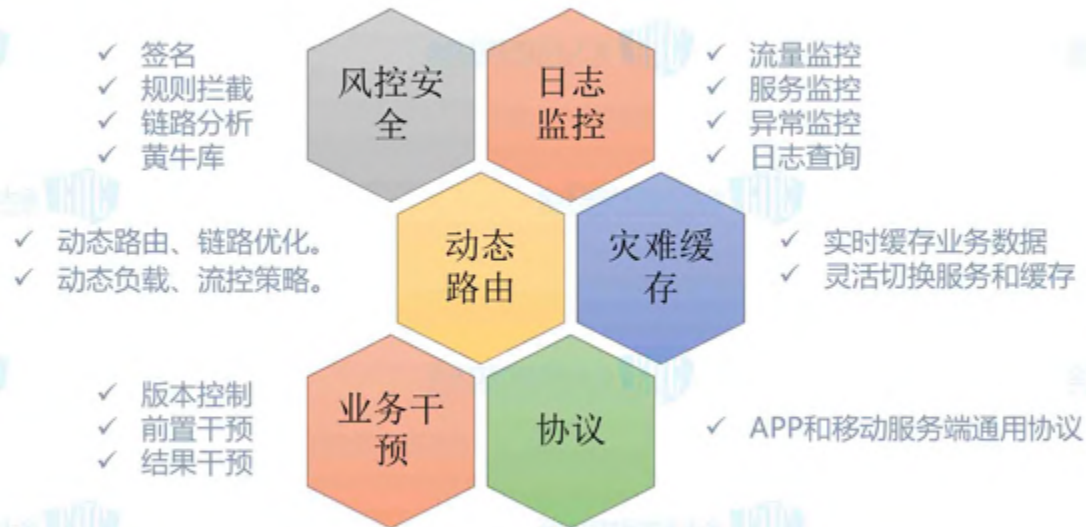 签名
规则拦截
链路分析
黄牛库
风控安
全
日志
监控
流量监控
服务监控
异常监控
日志查询
动态路由、链路优化。
动态负载、流控策略。
动态
路由
灾难缓
存
实时缓存业务数据
灵活切换服务和缓存
版本控制
前置干预
结果干预
业务干
预
协议
APP和移动服务端通用协议